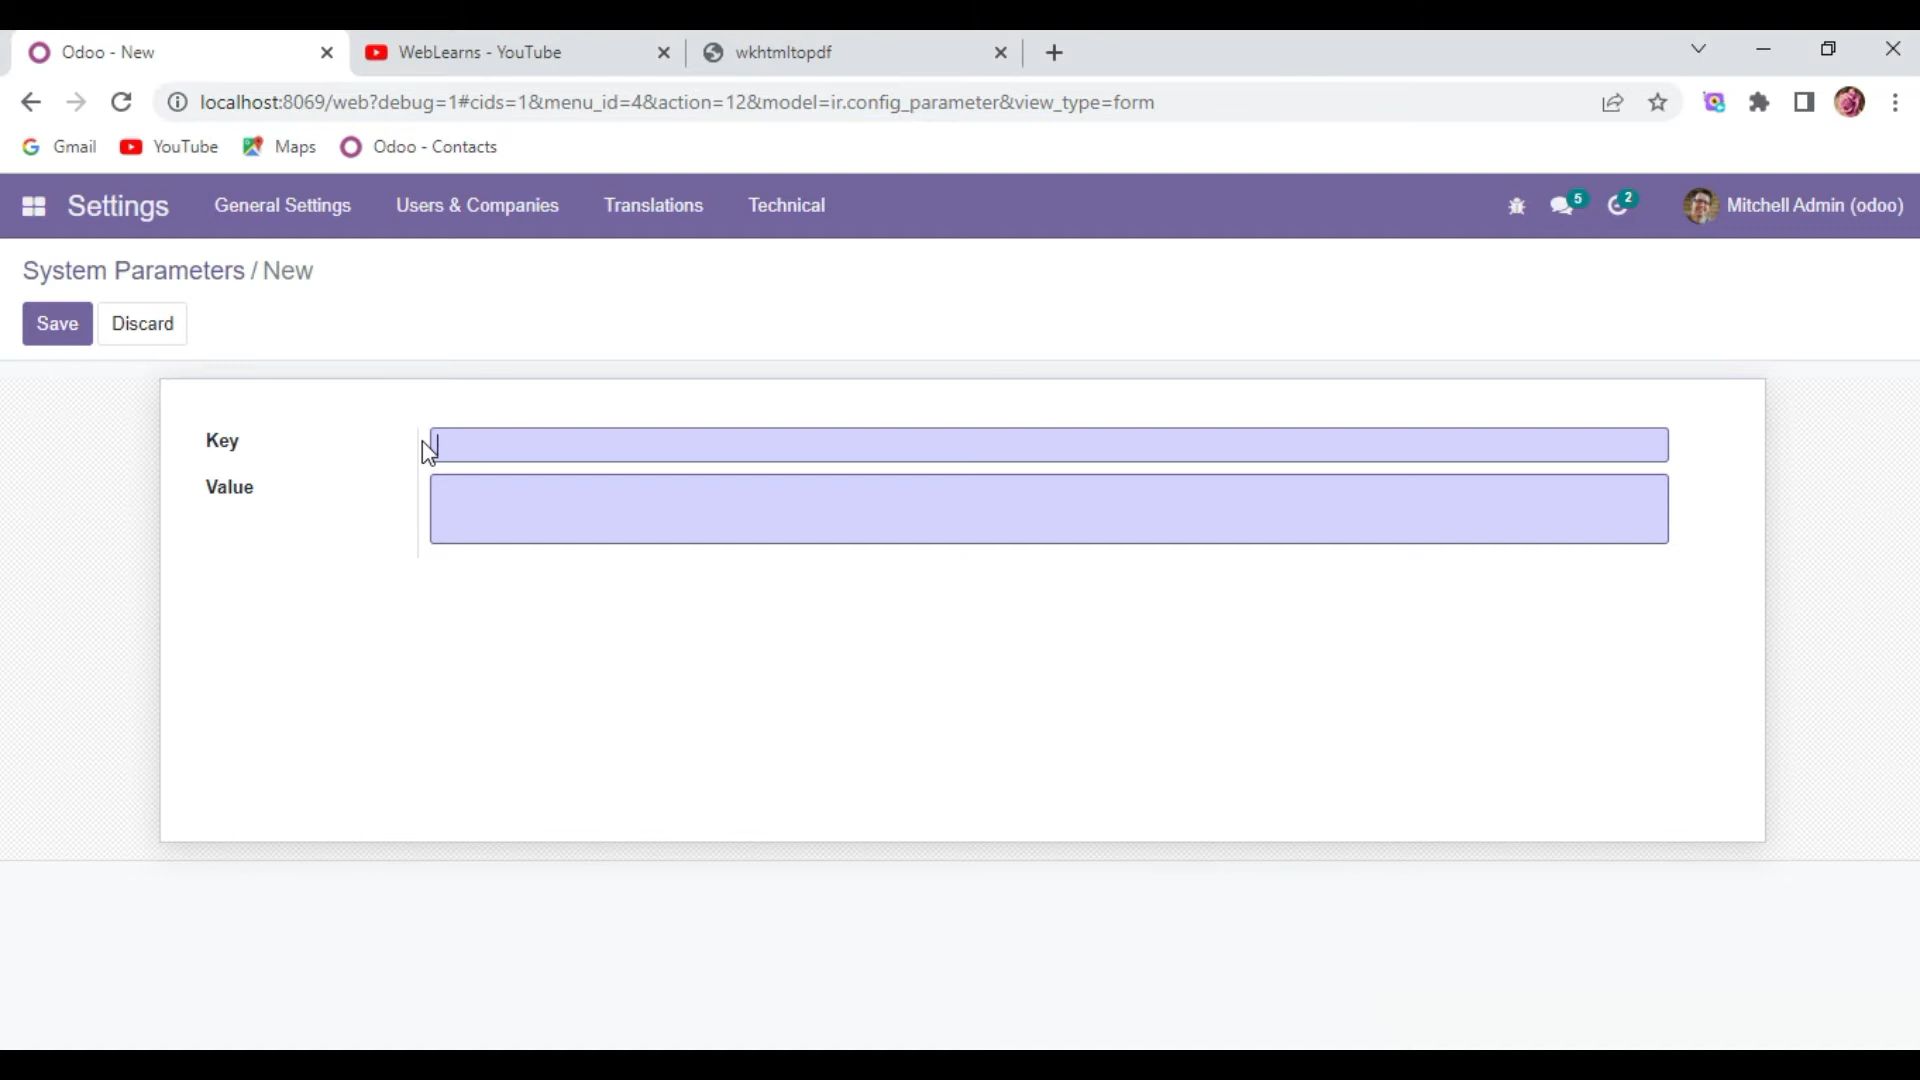 Odoo - New
WebLearns - YouTube
wkhtmltopdf
localhost:8069/web?debug=1#cids=1&menu_id=4&action=12&model=ir.config_parameter&view_type=form
Gmail YouTube Maps Odoo - Contacts
Settings General Settings Users & Companies Translations Technical 5 2 Mitchell Admin (odoo)
System Parameters / New
Save Discard
Key
Value